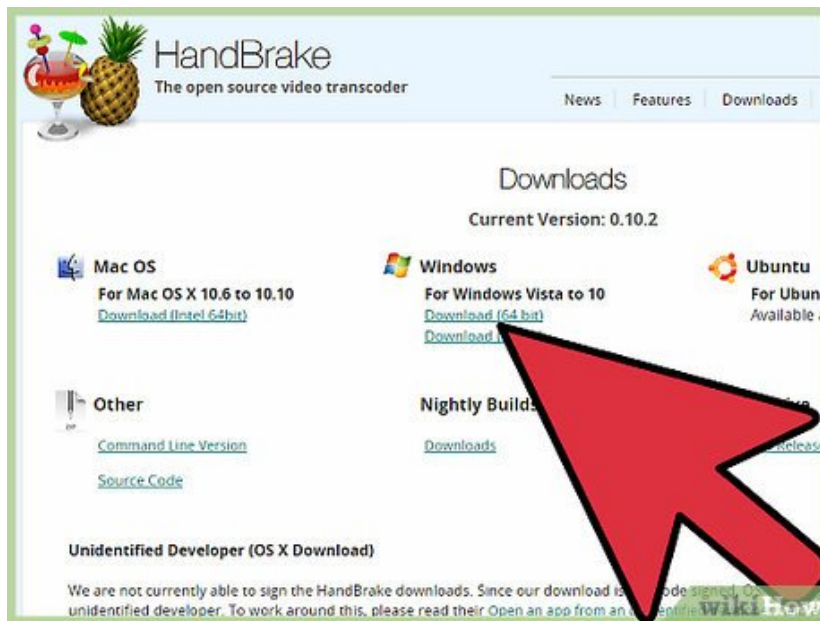 HandBrake
The open source video transcoder
News Features Downloads
Downloads
Current Version: 0.10.2
Mac OS
For Mac OS X 10.6 to 10.10
Download (Intel 64bit)
Windows
For Windows Vista to 10
Download (64 bit)
Download
Ubuntu
For
Available
Other
Command Line Version
Source Code
Nightly Builds
Downloads
Unidentified Developer (OS X Download)
We are not currently able to sign the HandBrake downloads. Since our download is signed,
unidentified developer. To work around this, please read their Open an app from an
wikiHow